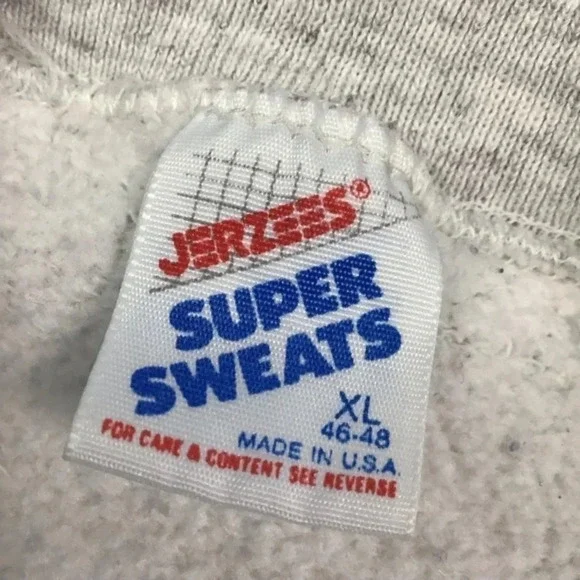 JERZEES®
SUPER
SWEATS
XL
46-48
MADE IN U.S.A.
FOR CARE & CONTENT SEE REVERSE